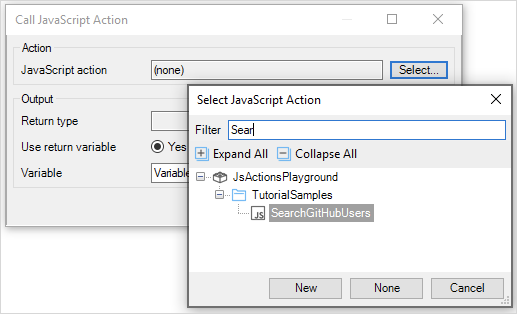 Call JavaScript Action
Action
JavaScript action (none) Select...
Output
Return type
Use return variable Yes
Variable Variable
Select JavaScript Action
Filter Sear
Expand All Collapse All
JsActionsPlayground
TutorialSamples
JS SearchGitHubUsers
New None Cancel